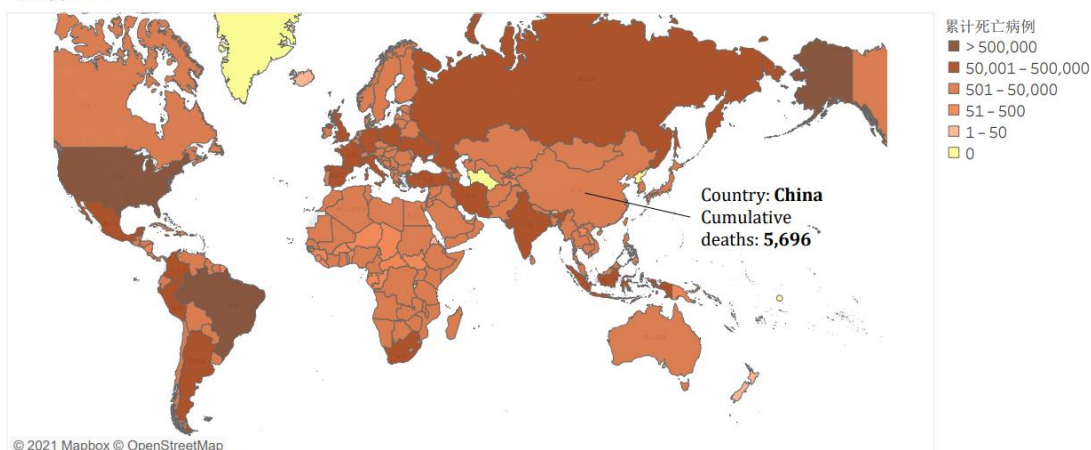 累计死亡病例
> 500,000
50,001 – 500,000
501 – 50,000
51 – 500
1 – 50
0
Country: China
Cumulative
deaths: 5,696
© 2021 Mapbox © OpenStreetMap